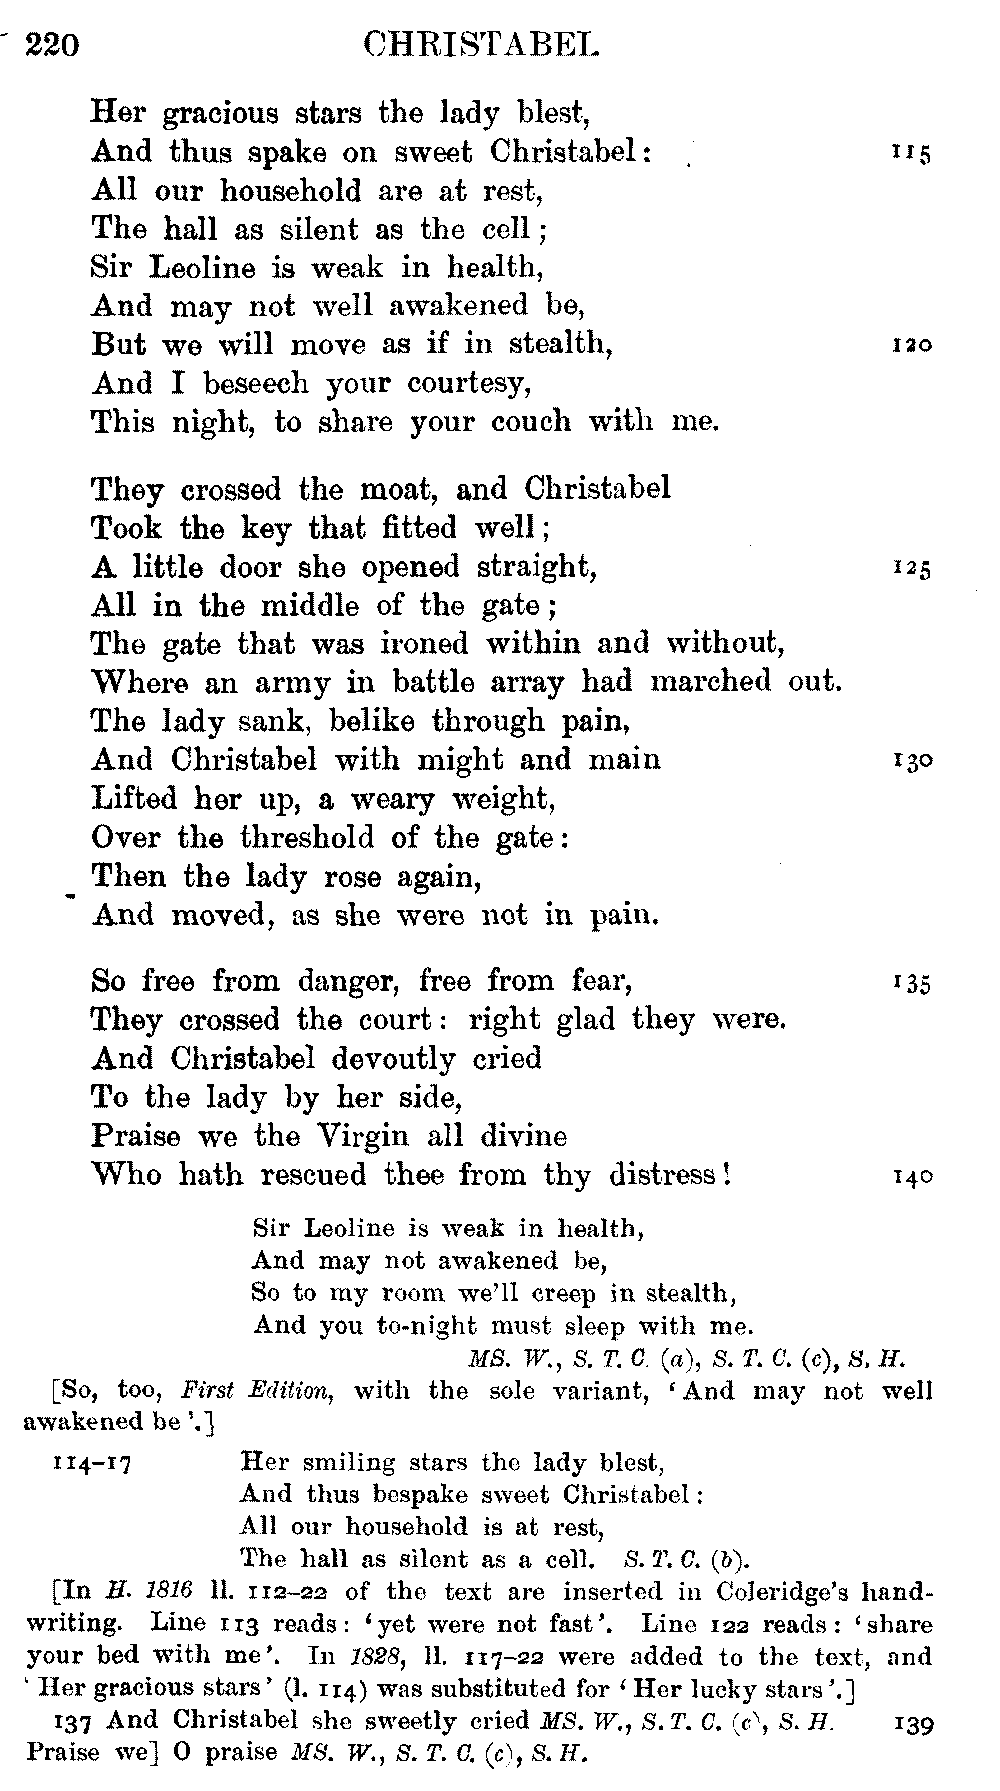 220 CHRISTABEL
Her gracious stars the lady blest,
And thus spake on sweet Christabel: 115
All our household are at rest,
The hall as silent as the cell;
Sir Leoline is weak in health,
And may not well awakened be,
But we will move as if in stealth, 120
And I beseech your courtesy,
This night, to share your couch with me.
They crossed the moat, and Christabel
Took the key that fitted well;
A little door she opened straight, 125
All in the middle of the gate;
The gate that was ironed within and without,
Where an army in battle array had marched out.
The lady sank, belike through pain,
And Christabel with might and main 130
Lifted her up, a weary weight,
Over the threshold of the gate:
Then the lady rose again,
And moved, as she were not in pain.
So free from danger, free from fear, 135
They crossed the court: right glad they were.
And Christabel devoutly cried
To the lady by her side,
Praise we the Virgin all divine
Who hath rescued thee from thy distress! 140
Sir Leoline is weak in health,
And may not awakened be,
So to my room we'll creep in stealth,
And you to-night must sleep with me.
MS. W., S. T. C. (a), S. T. C. (c), S. H.
[So, too, First Edition, with the sole variant, 'And may not well
awakened be'.]
114-17 Her smiling stars the lady blest,
And thus bespake sweet Christabel:
All our household is at rest,
The hall as silent as a cell. S. T. C. (b).
[In H. 1816 ll. 112-22 of the text are inserted in Coleridge's hand-
writing. Line 113 reads: 'yet were not fast'. Line 122 reads: 'share
your bed with me'. In 1828, ll. 117-22 were added to the text, and
'Her gracious stars' (l. 114) was substituted for 'Her lucky stars'.]
137 And Christabel she sweetly cried MS. W., S. T. C. (c), S. H. 139
Praise we] O praise MS. W., S. T. C. (c), S. H.